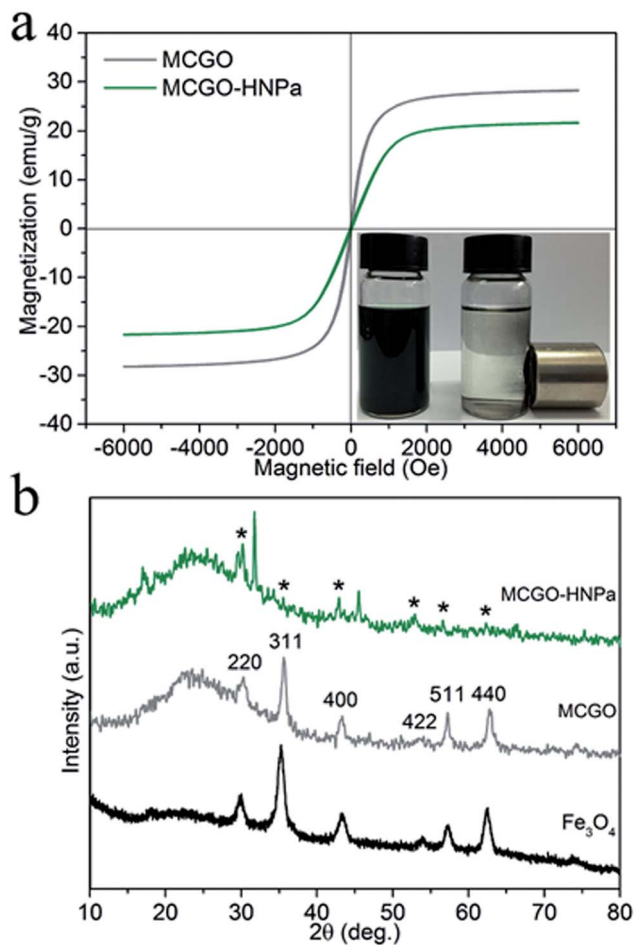 a
MCGO
MCGO-HNPa
40
30
20
10
0
-10
-20
-30
-40
Magnetization (emu/g)
-6000 -4000 -2000 0 2000 4000 6000
Magnetic field (Oe)
b
* * * * * *
MCGO-HNPa
220 311 400 422 511 440
MCGO
Fe₃O₄
Intensity (a.u.)
10 20 30 40 50 60 70 80
2θ (deg.)